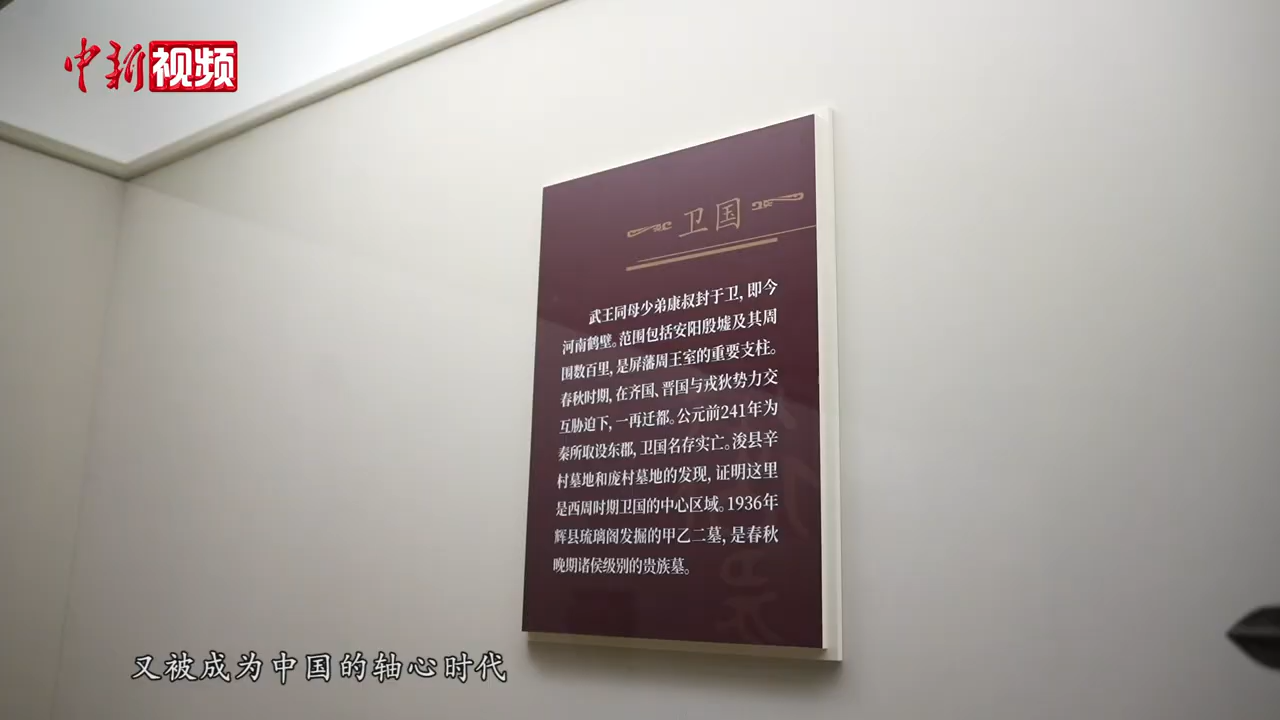 中新视频
卫国
武王同母少弟康叔封于卫，即今
河南鹤壁。范围包括安阳殷墟及其周
围数百里，是屏藩周王室的重要支柱。
春秋时期，在齐国、晋国与戎狄势力交
互胁迫下，一再迁都。公元前241年为
秦所取设东郡，卫国名存实亡。浚县辛
村墓地和庞村墓地的发现，证明这里
是西周时期卫国的中心区域。1936年
辉县琉璃阁发掘的甲乙二墓，是春秋
晚期诸侯级别的贵族墓。
又被成为中国的轴心时代